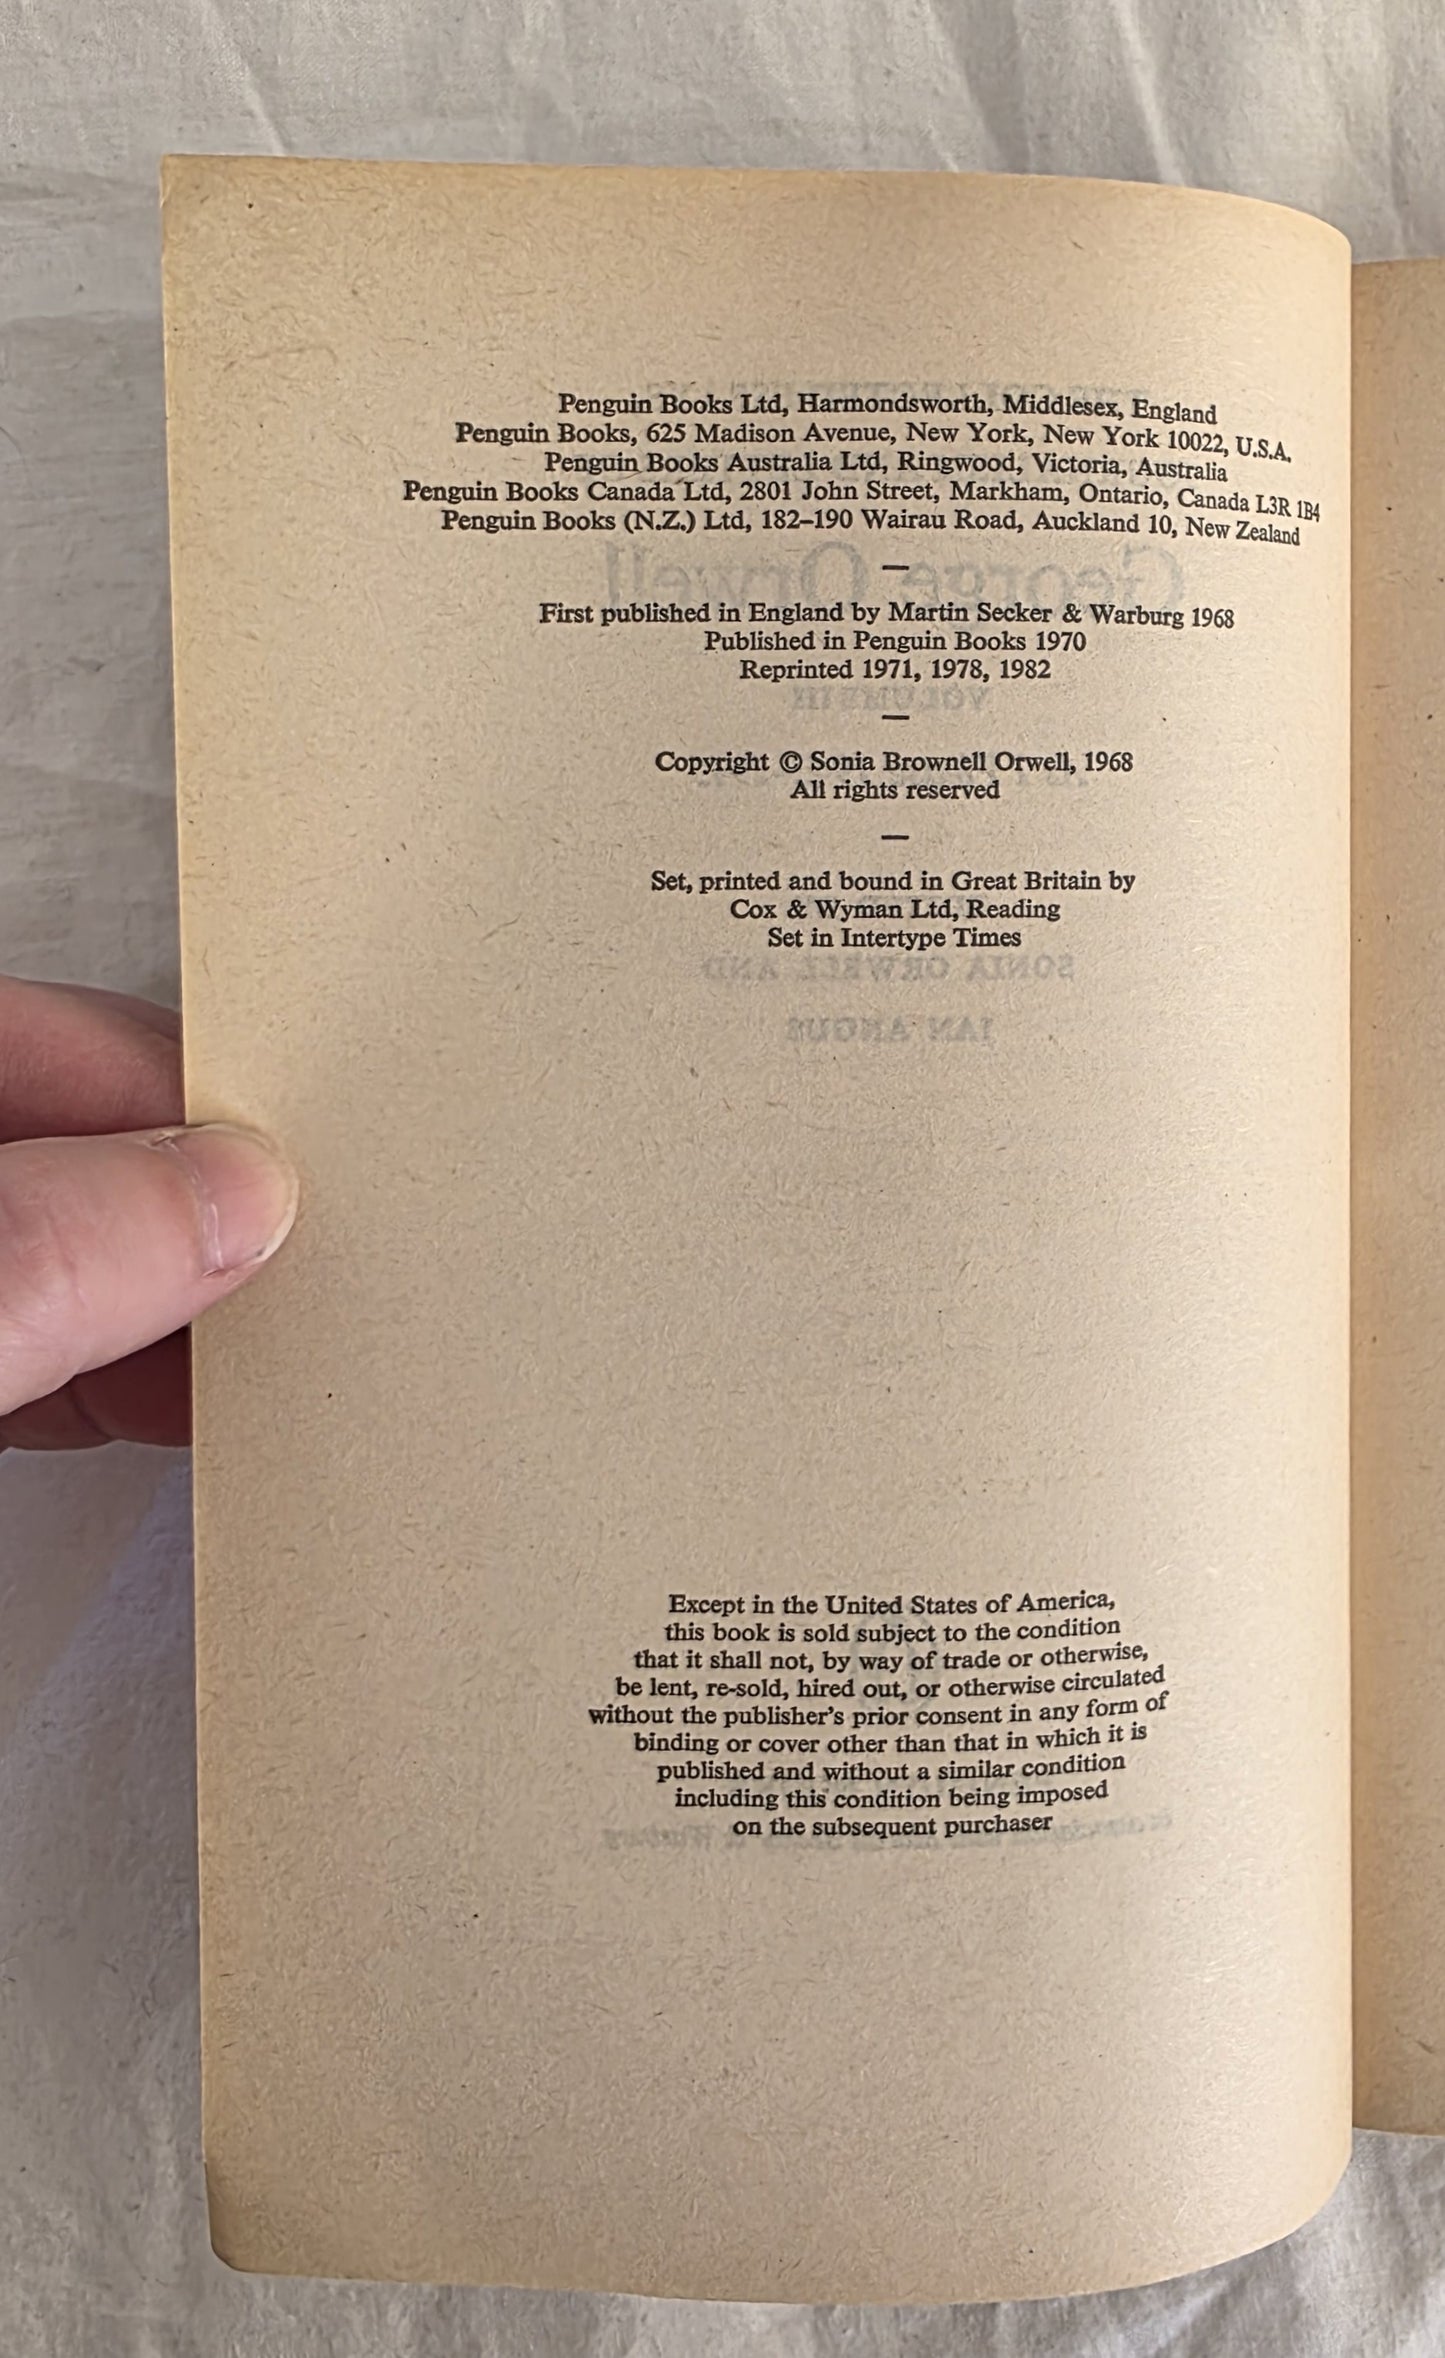 Penguin Books Ltd, Harmondsworth, Middlesex, England
Penguin Books, 625 Madison Avenue, New York, New York 10022, U.S.A.
Penguin Books Australia Ltd, Ringwood, Victoria, Australia
Penguin Books Canada Ltd, 2801 John Street, Markham, Ontario, Canada L3R 1B4
Penguin Books (N.Z.) Ltd, 182–190 Wairau Road, Auckland 10, New Zealand
—
First published in England by Martin Secker & Warburg 1968
Published in Penguin Books 1970
Reprinted 1971, 1978, 1982
—
Copyright © Sonia Brownell Orwell, 1968
All rights reserved
—
Set, printed and bound in Great Britain by
Cox & Wyman Ltd, Reading
Set in Intertype Times
Except in the United States of America,
this book is sold subject to the condition
that it shall not, by way of trade or otherwise,
be lent, re-sold, hired out, or otherwise circulated
without the publisher's prior consent in any form of
binding or cover other than that in which it is
published and without a similar condition
including this condition being imposed
on the subsequent purchaser